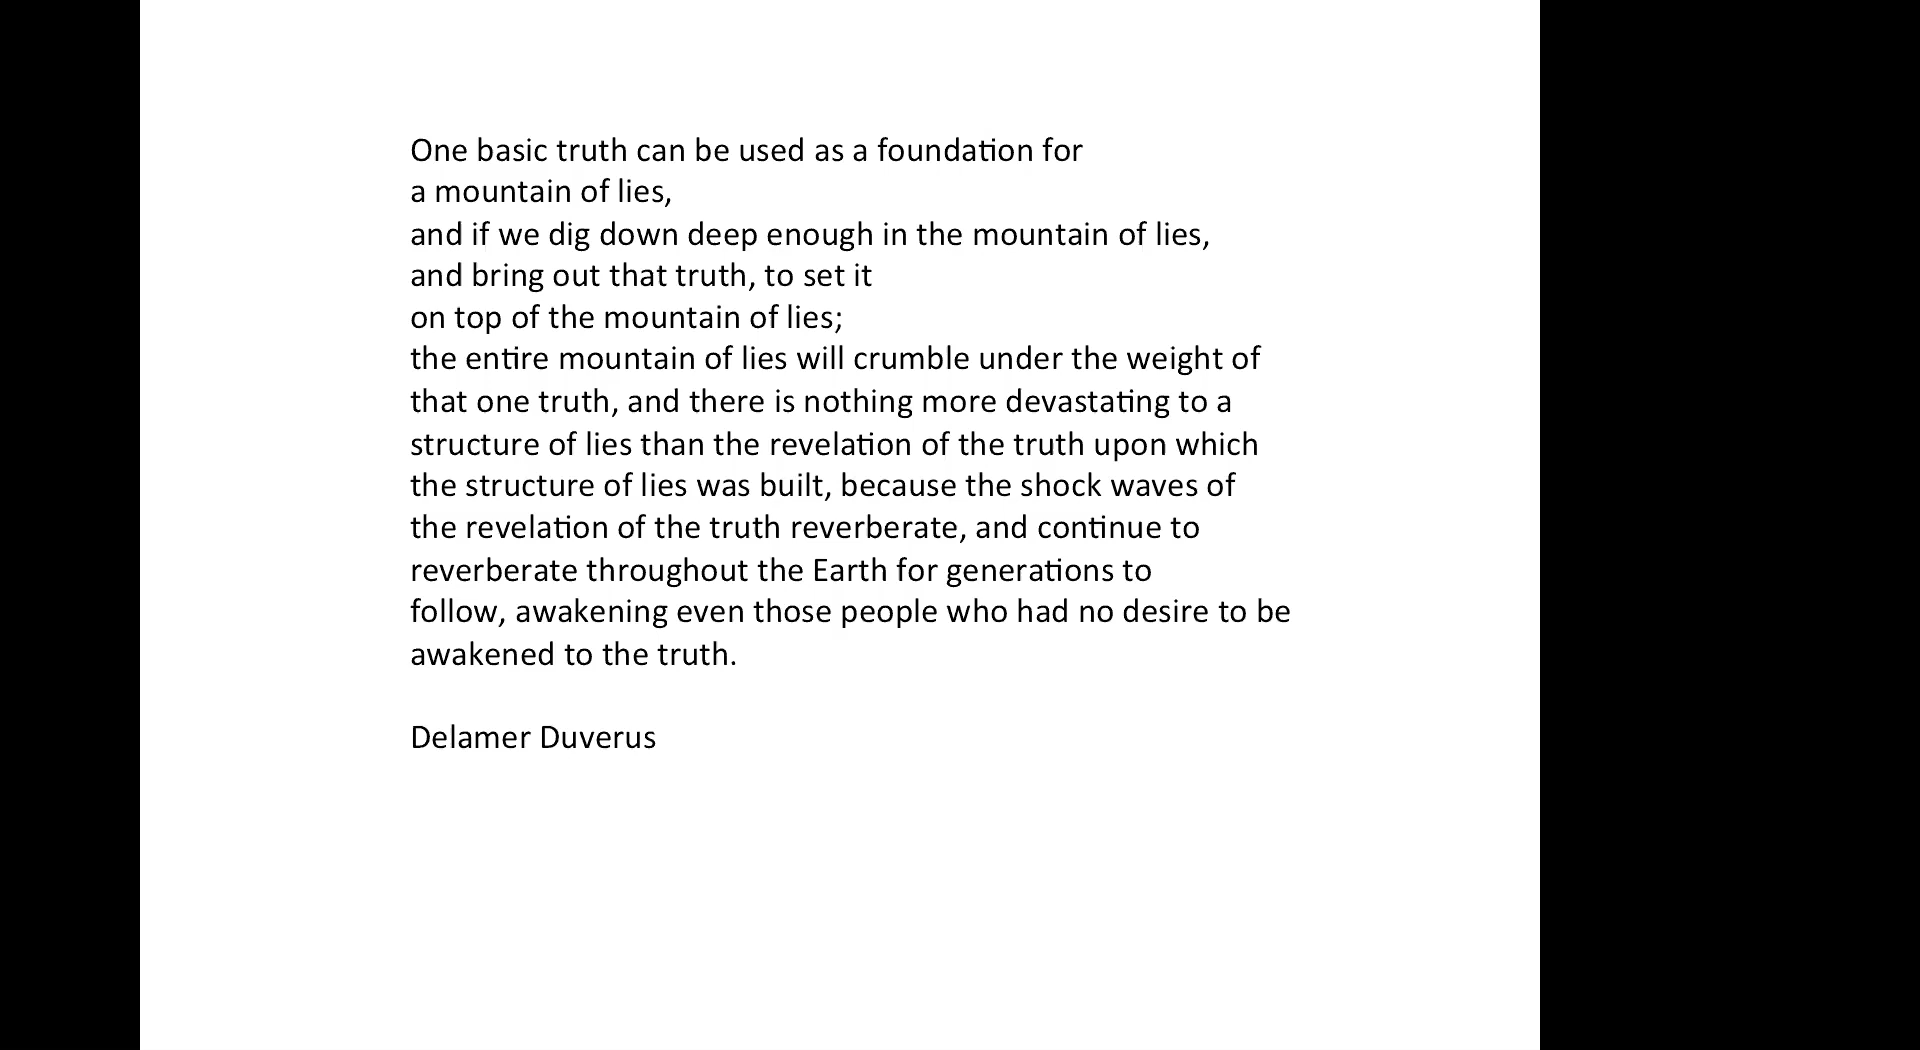 One basic truth can be used as a foundation for
a mountain of lies,
and if we dig down deep enough in the mountain of lies,
and bring out that truth, to set it
on top of the mountain of lies;
the entire mountain of lies will crumble under the weight of
that one truth, and there is nothing more devastating to a
structure of lies than the revelation of the truth upon which
the structure of lies was built, because the shock waves of
the revelation of the truth reverberate, and continue to
reverberate throughout the Earth for generations to
follow, awakening even those people who had no desire to be
awakened to the truth.
Delamer Duverus